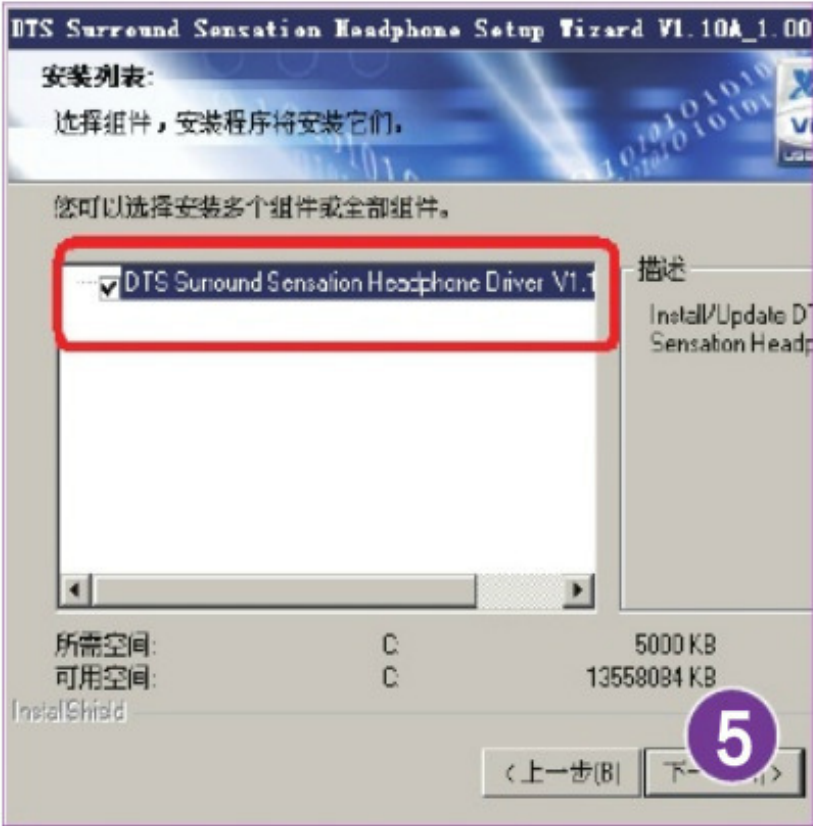 DTS Surround Sensation Headphone Setup Wizard V1.10A_1.00
安装列表:
选择组件，安装程序将安装它们。
您可以选择安装多个组件或全部组件。
DTS Surround Sensation Headphone Driver V1.1
描述
Install/Update DT
Sensation Headp
所需空间: C: 5000 KB
可用空间: C: 13558084 KB
InstallShield
5
<上一步(B)
下一